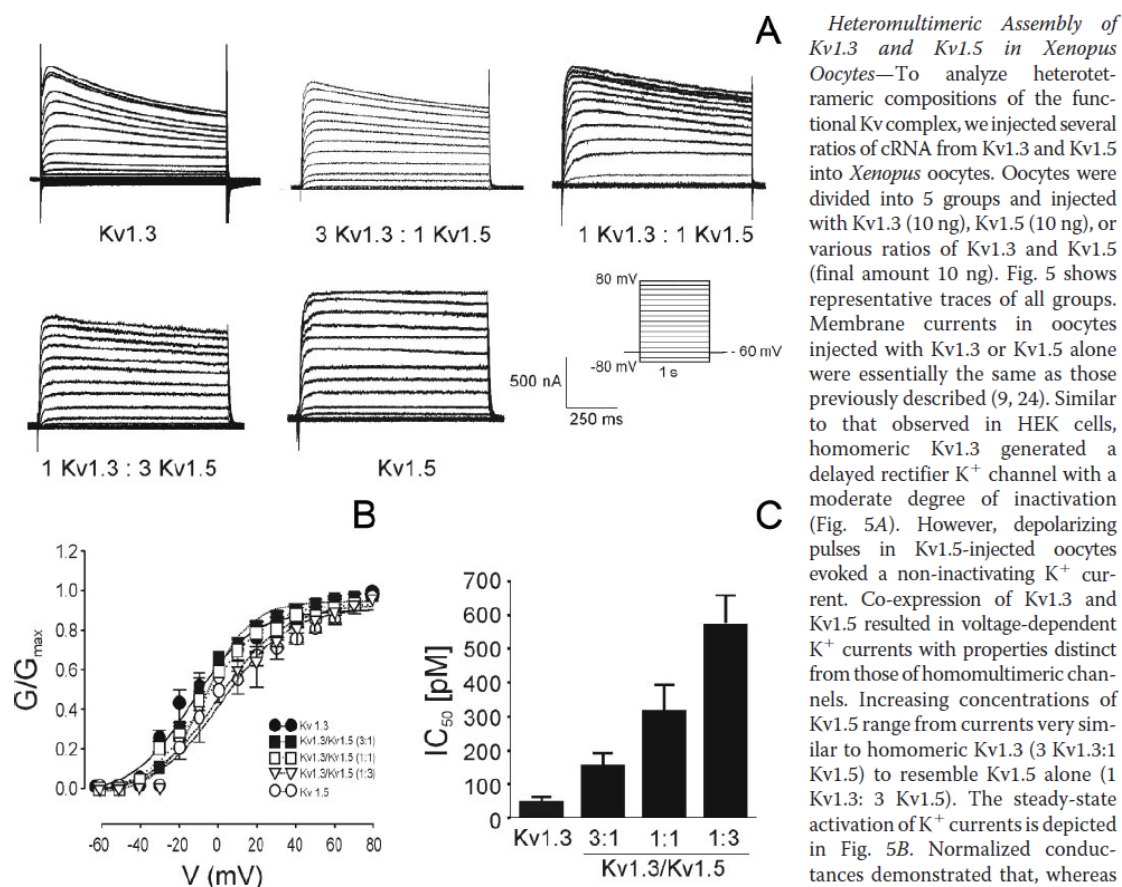 A
Kv1.3
3 Kv1.3 : 1 Kv1.5
1 Kv1.3 : 1 Kv1.5
1 Kv1.3 : 3 Kv1.5
Kv1.5
500 nA
250 ms
80 mV
-80 mV
- 60 mV
1 s
B
G/Gmax
1.2
1.0
0.8
0.6
0.4
0.2
0.0
-60 -40 -20 0 20 40 60 80
V (mV)
Kv 1.3
Kv1.3/Kv1.5 (3:1)
Kv1.3/Kv1.5 (1:1)
Kv1.3/Kv1.5 (1:3)
Kv 1.5
C
IC50 [pM]
700
600
500
400
300
200
100
0
Kv1.3 3:1 1:1 1:3
Kv1.3/Kv1.5
Heteromultimeric Assembly of
Kv1.3 and Kv1.5 in Xenopus
Oocytes—To analyze heterotet-
rameric compositions of the func-
tional Kv complex, we injected several
ratios of cRNA from Kv1.3 and Kv1.5
into Xenopus oocytes. Oocytes were
divided into 5 groups and injected
with Kv1.3 (10 ng), Kv1.5 (10 ng), or
various ratios of Kv1.3 and Kv1.5
(final amount 10 ng). Fig. 5 shows
representative traces of all groups.
Membrane currents in oocytes
injected with Kv1.3 or Kv1.5 alone
were essentially the same as those
previously described (9, 24). Similar
to that observed in HEK cells,
homomeric Kv1.3 generated a
delayed rectifier K+ channel with a
moderate degree of inactivation
(Fig. 5A). However, depolarizing
pulses in Kv1.5-injected oocytes
evoked a non-inactivating K+ cur-
rent. Co-expression of Kv1.3 and
Kv1.5 resulted in voltage-dependent
K+ currents with properties distinct
from those of homomultimeric chan-
nels. Increasing concentrations of
Kv1.5 range from currents very sim-
ilar to homomeric Kv1.3 (3 Kv1.3:1
Kv1.5) to resemble Kv1.5 alone (1
Kv1.3: 3 Kv1.5). The steady-state
activation of K+ currents is depicted
in Fig. 5B. Normalized conduc-
tances demonstrated that, whereas